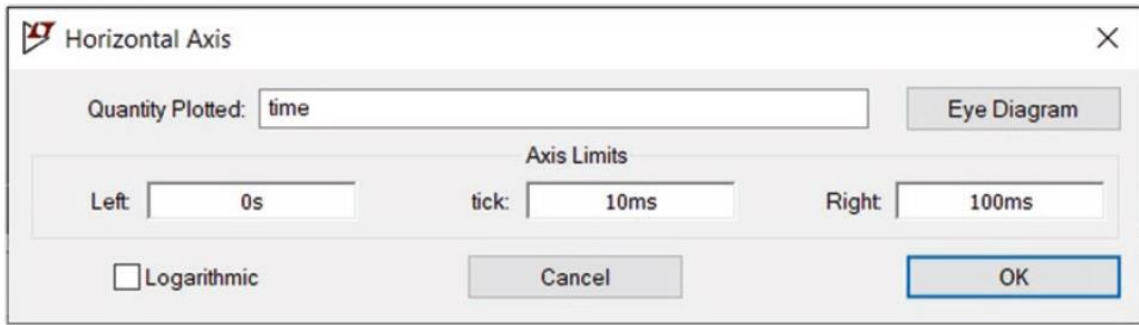 Horizontal Axis
Quantity Plotted: time Eye Diagram
Axis Limits
Left: 0s tick: 10ms Right: 100ms
Logarithmic Cancel OK